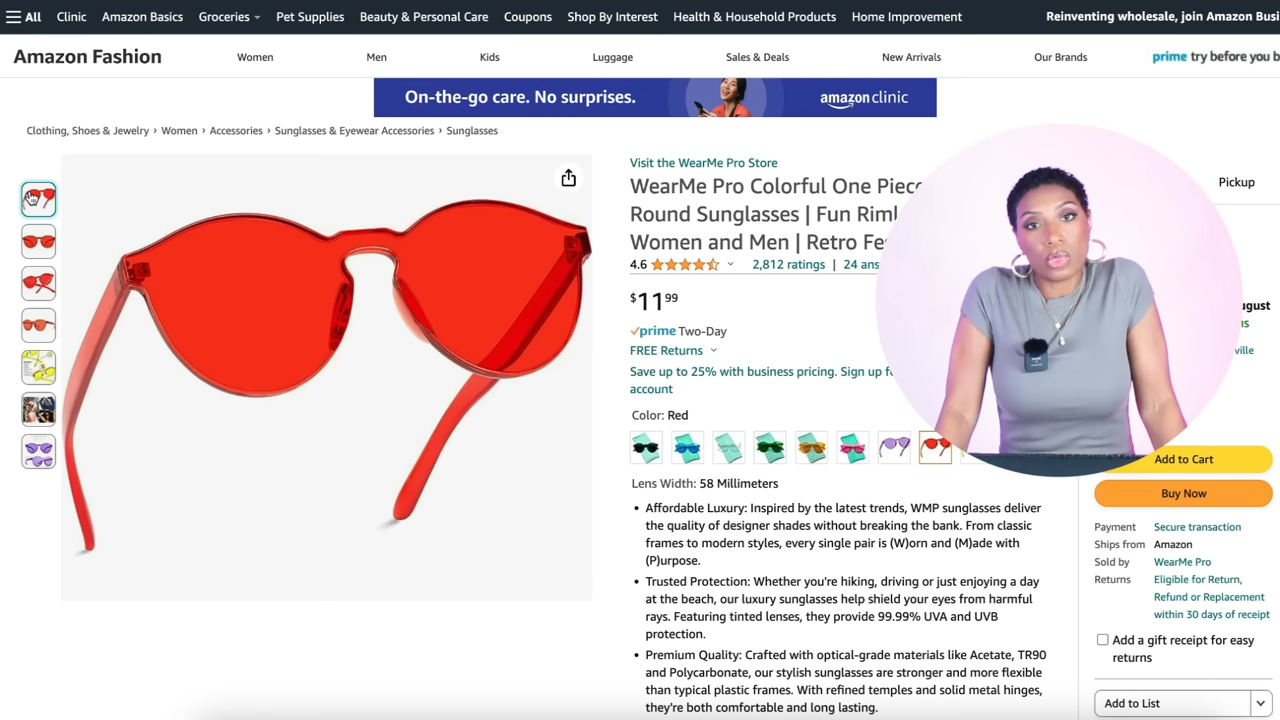 All Clinic Amazon Basics Groceries Pet Supplies Beauty & Personal Care Coupons Shop By Interest Health & Household Products Home Improvement Reinventing wholesale, join Amazon Busi
Amazon Fashion Women Men Kids Luggage Sales & Deals New Arrivals Our Brands prime try before you b
On-the-go care. No surprises. amazon clinic
Clothing, Shoes & Jewelry › Women › Accessories › Sunglasses & Eyewear Accessories › Sunglasses
Visit the WearMe Pro Store
WearMe Pro Colorful One Piece
Round Sunglasses | Fun Riml
Women and Men | Retro Fe
4.6 2,812 ratings | 24 ans
$11.99
prime Two-Day
FREE Returns
Save up to 25% with business pricing. Sign up f
account
Color: Red
Lens Width: 58 Millimeters
• Affordable Luxury: Inspired by the latest trends, WMP sunglasses deliver
the quality of designer shades without breaking the bank. From classic
frames to modern styles, every single pair is (W)orn and (M)ade with
(P)urpose.
• Trusted Protection: Whether you're hiking, driving or just enjoying a day
at the beach, our luxury sunglasses help shield your eyes from harmful
rays. Featuring tinted lenses, they provide 99.99% UVA and UVB
protection.
• Premium Quality: Crafted with optical-grade materials like Acetate, TR90
and Polycarbonate, our stylish sunglasses are stronger and more flexible
than typical plastic frames. With refined temples and solid metal hinges,
they're both comfortable and long lasting.
Pickup
ugust
ville
Add to Cart
Buy Now
Payment Secure transaction
Ships from Amazon
Sold by WearMe Pro
Returns Eligible for Return,
Refund or Replacement
within 30 days of receipt
Add a gift receipt for easy
returns
Add to List